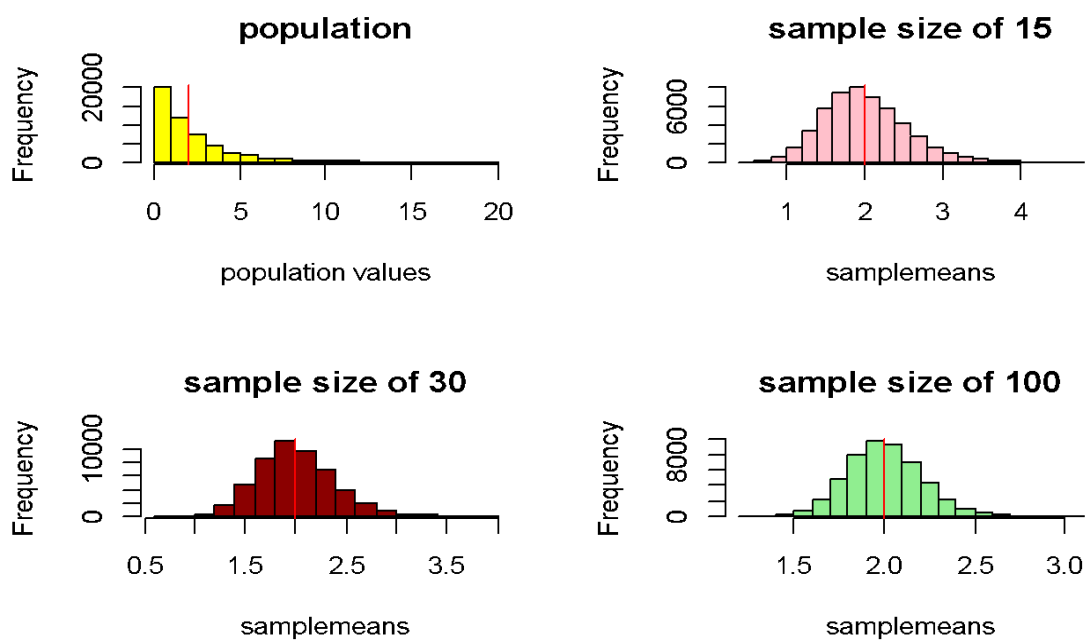 population
Frequency
0 20000
0 5 10 15 20
population values
sample size of 15
Frequency
0 6000
1 2 3 4
samplemeans
sample size of 30
Frequency
0 10000
0.5 1.5 2.5 3.5
samplemeans
sample size of 100
Frequency
0 8000
1.5 2.0 2.5 3.0
samplemeans